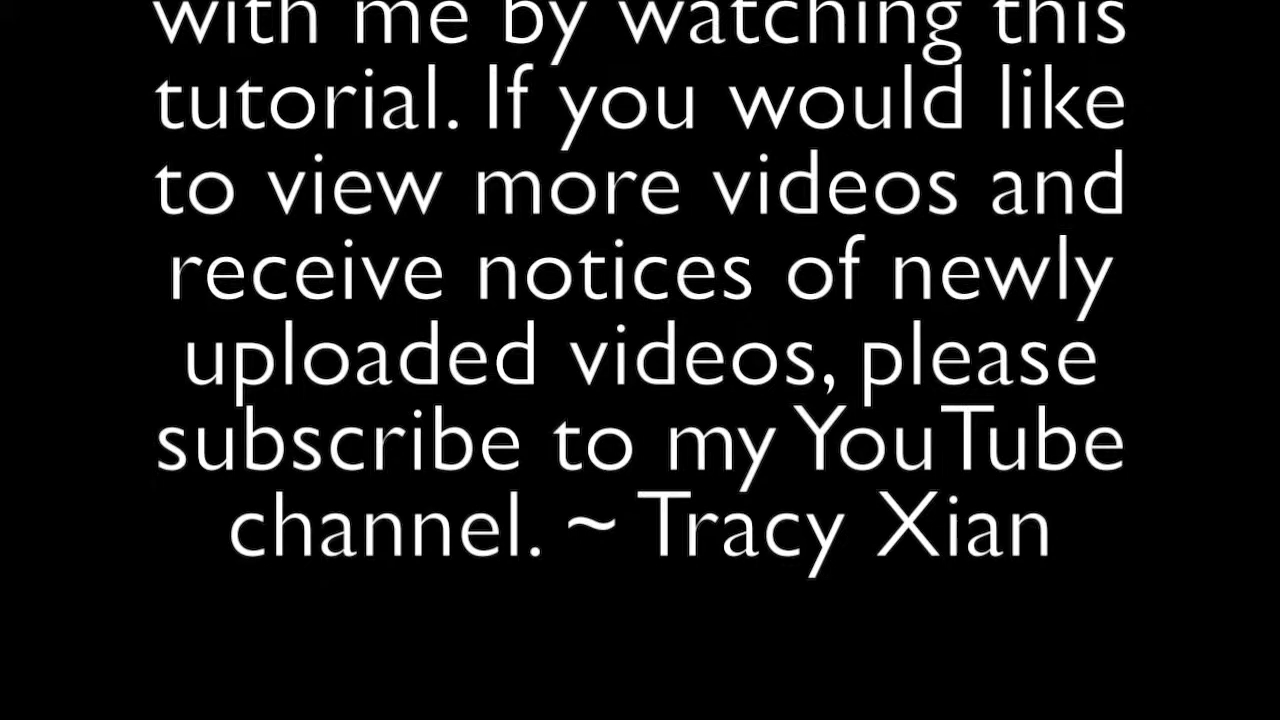 with me by watching this
tutorial. If you would like
to view more videos and
receive notices of newly
uploaded videos, please
subscribe to my YouTube
channel. ~ Tracy Xian